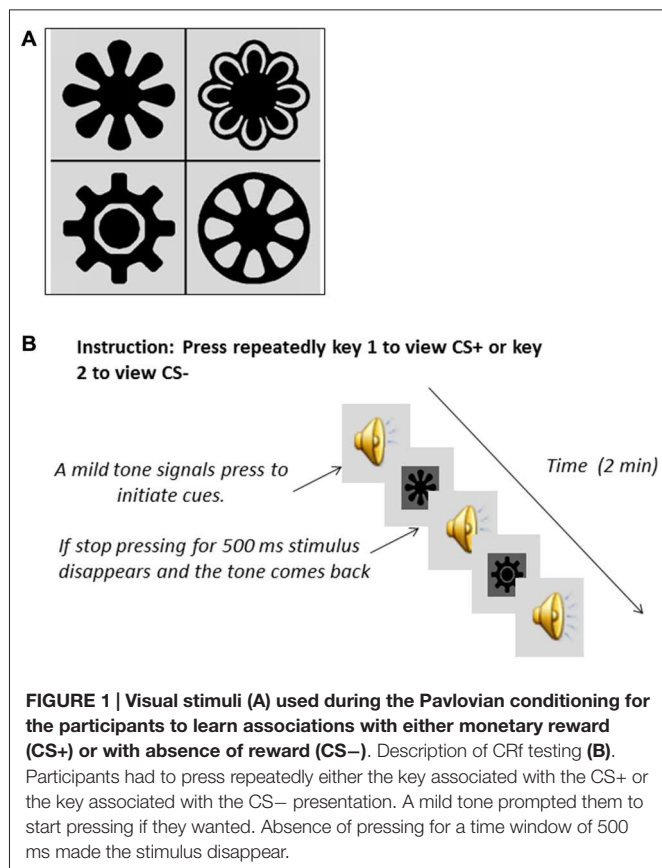 A
B
Instruction: Press repeatedly key 1 to view CS+ or key
2 to view CS-
A mild tone signals press to
initiate cues.
Time (2 min)
If stop pressing for 500 ms stimulus
disappears and the tone comes back
FIGURE 1 | Visual stimuli (A) used during the Pavlovian conditioning for
the participants to learn associations with either monetary reward
(CS+) or with absence of reward (CS−). Description of CRf testing (B).
Participants had to press repeatedly either the key associated with the CS+ or
the key associated with the CS− presentation. A mild tone prompted them to
start pressing if they wanted. Absence of pressing for a time window of 500
ms made the stimulus disappear.